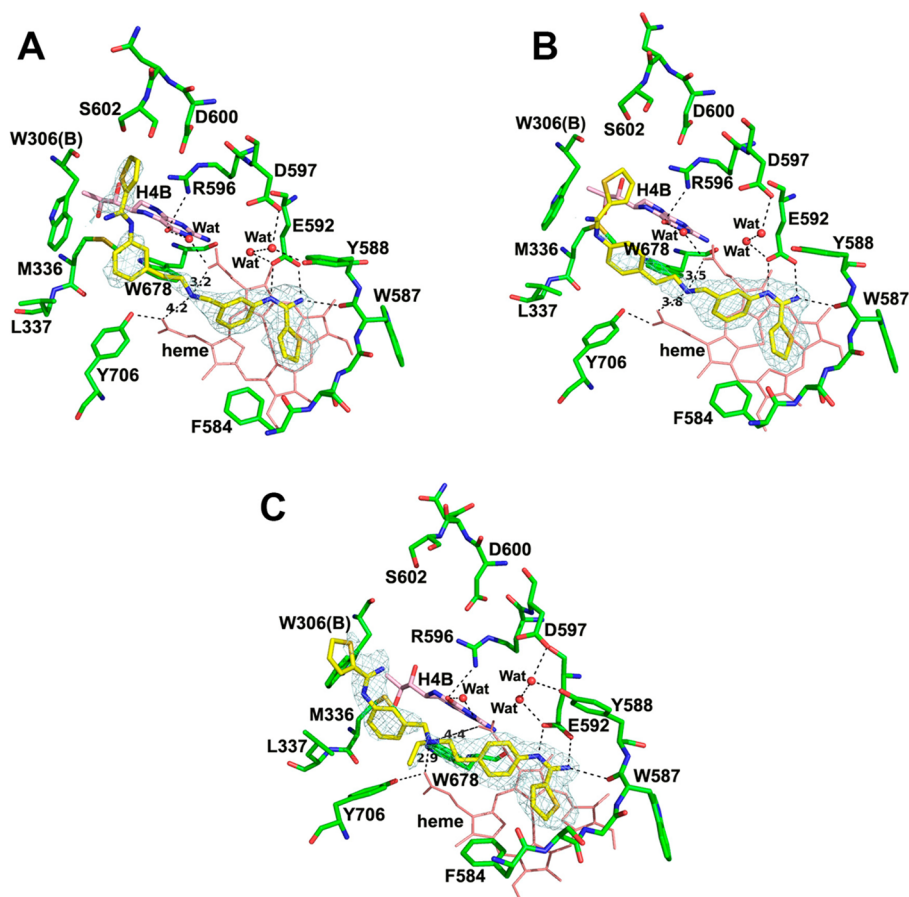 A
S602
D600
W306(B)
D597
H4B
R596
E592
Wat
Wat
Y588
M336
W678
3.2
L337
4.2
W587
heme
Y706
F584
B
S602
D600
W306(B)
D597
R596
H4B
E592
Wat
Wat
Y588
M336
W678
3.5
3.8
L337
W587
heme
Y706
F584
C
D600
S602
W306(B)
D597
R596
H4B
Wat
Wat
Y588
M336
E592
4.4
L337
2.9
W678
W587
Y706
heme
F584